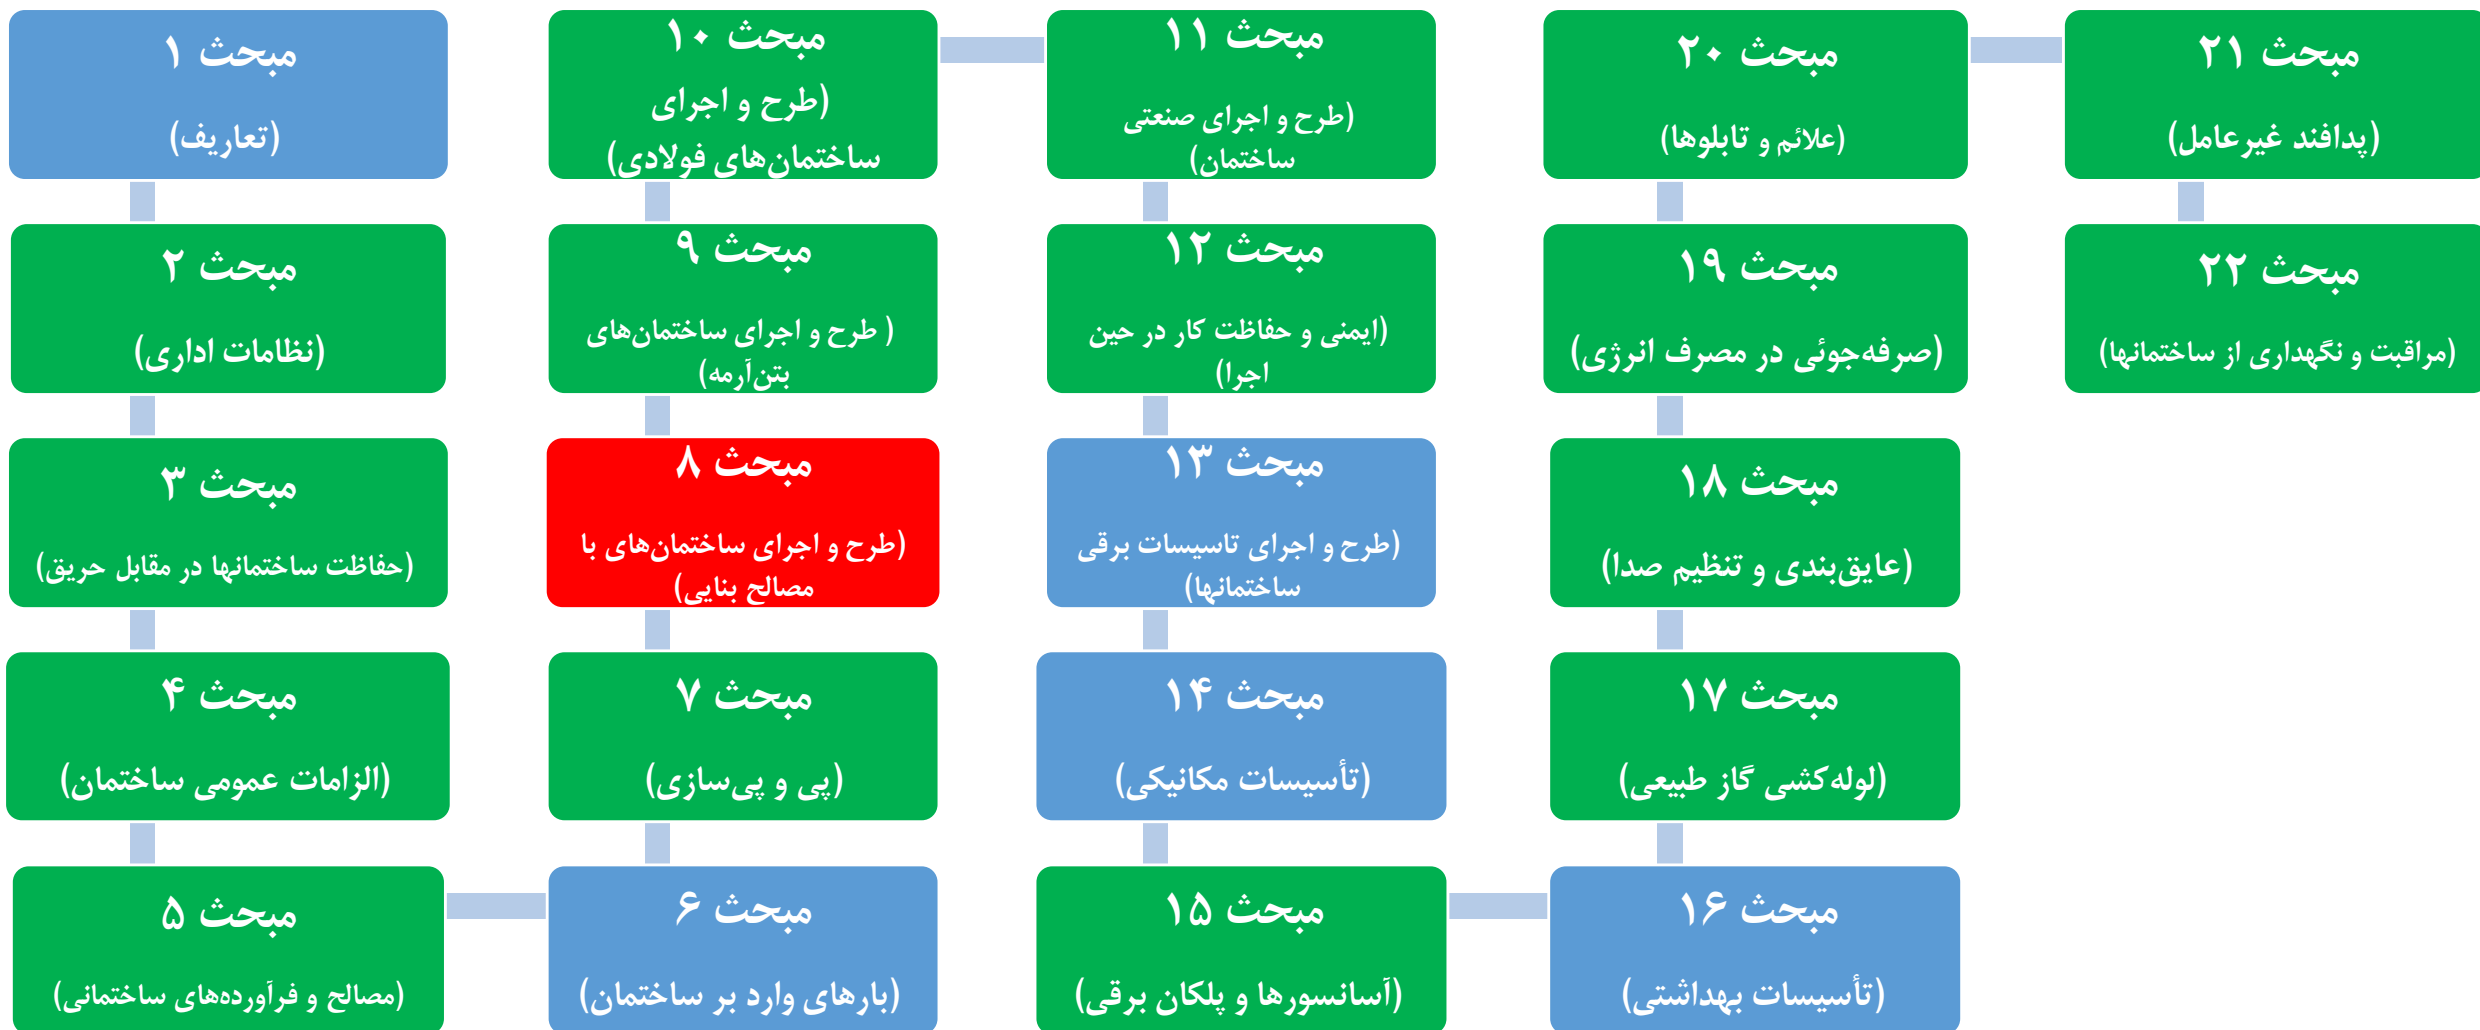 مبحث ۱
(تعاریف)
مبحث ۲
(نظامات اداری)
مبحث ۳
(حفاظت ساختمانها در مقابل حریق)
مبحث ۴
(الزامات عمومی ساختمان)
مبحث ۵
(مصالح و فرآورده‌های ساختمانی)
مبحث ۶
(بارهای وارد بر ساختمان)
مبحث ۷
(پی و پی‌سازی)
مبحث ۸
(طرح و اجرای ساختمان‌های با
مصالح بنایی)
مبحث ۹
( طرح و اجرای ساختمان‌های
بتن‌آرمه)
مبحث ۱۰
(طرح و اجرای
ساختمان‌های فولادی)
مبحث ۱۱
(طرح و اجرای صنعتی
ساختمان)
مبحث ۱۲
(ایمنی و حفاظت کار در حین
اجرا)
مبحث ۱۳
(طرح و اجرای تاسیسات برقی
ساختمانها)
مبحث ۱۴
(تأسیسات مکانیکی)
مبحث ۱۵
(آسانسورها و پلکان برقی)
مبحث ۱۶
(تأسیسات بهداشتی)
مبحث ۱۷
(لوله‌کشی گاز طبیعی)
مبحث ۱۸
(عایق‌بندی و تنظیم صدا)
مبحث ۱۹
(صرفه‌جوئی در مصرف انرژی)
مبحث ۲۰
(علائم و تابلوها)
مبحث ۲۱
(پدافند غیرعامل)
مبحث ۲۲
(مراقبت و نگهداری از ساختمانها)